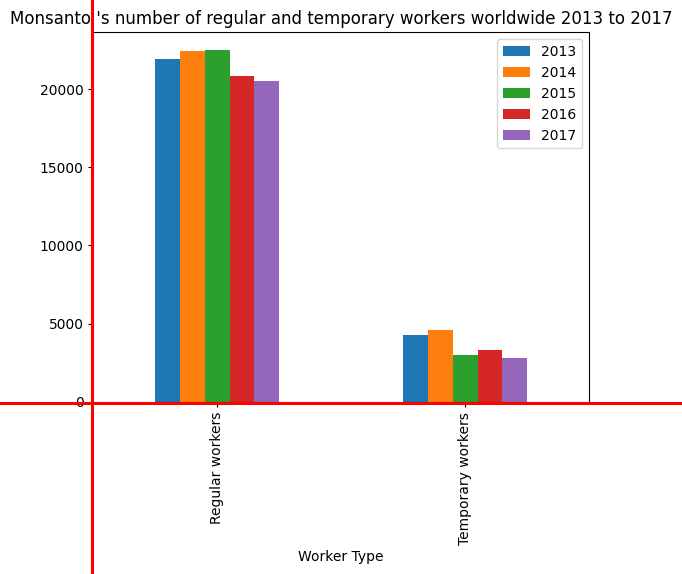 Monsanto 's number of regular and temporary workers worldwide 2013 to 2017
2013
2014
2015
2016
2017
20000
15000
10000
5000
0
Regular workers
Temporary workers
Worker Type